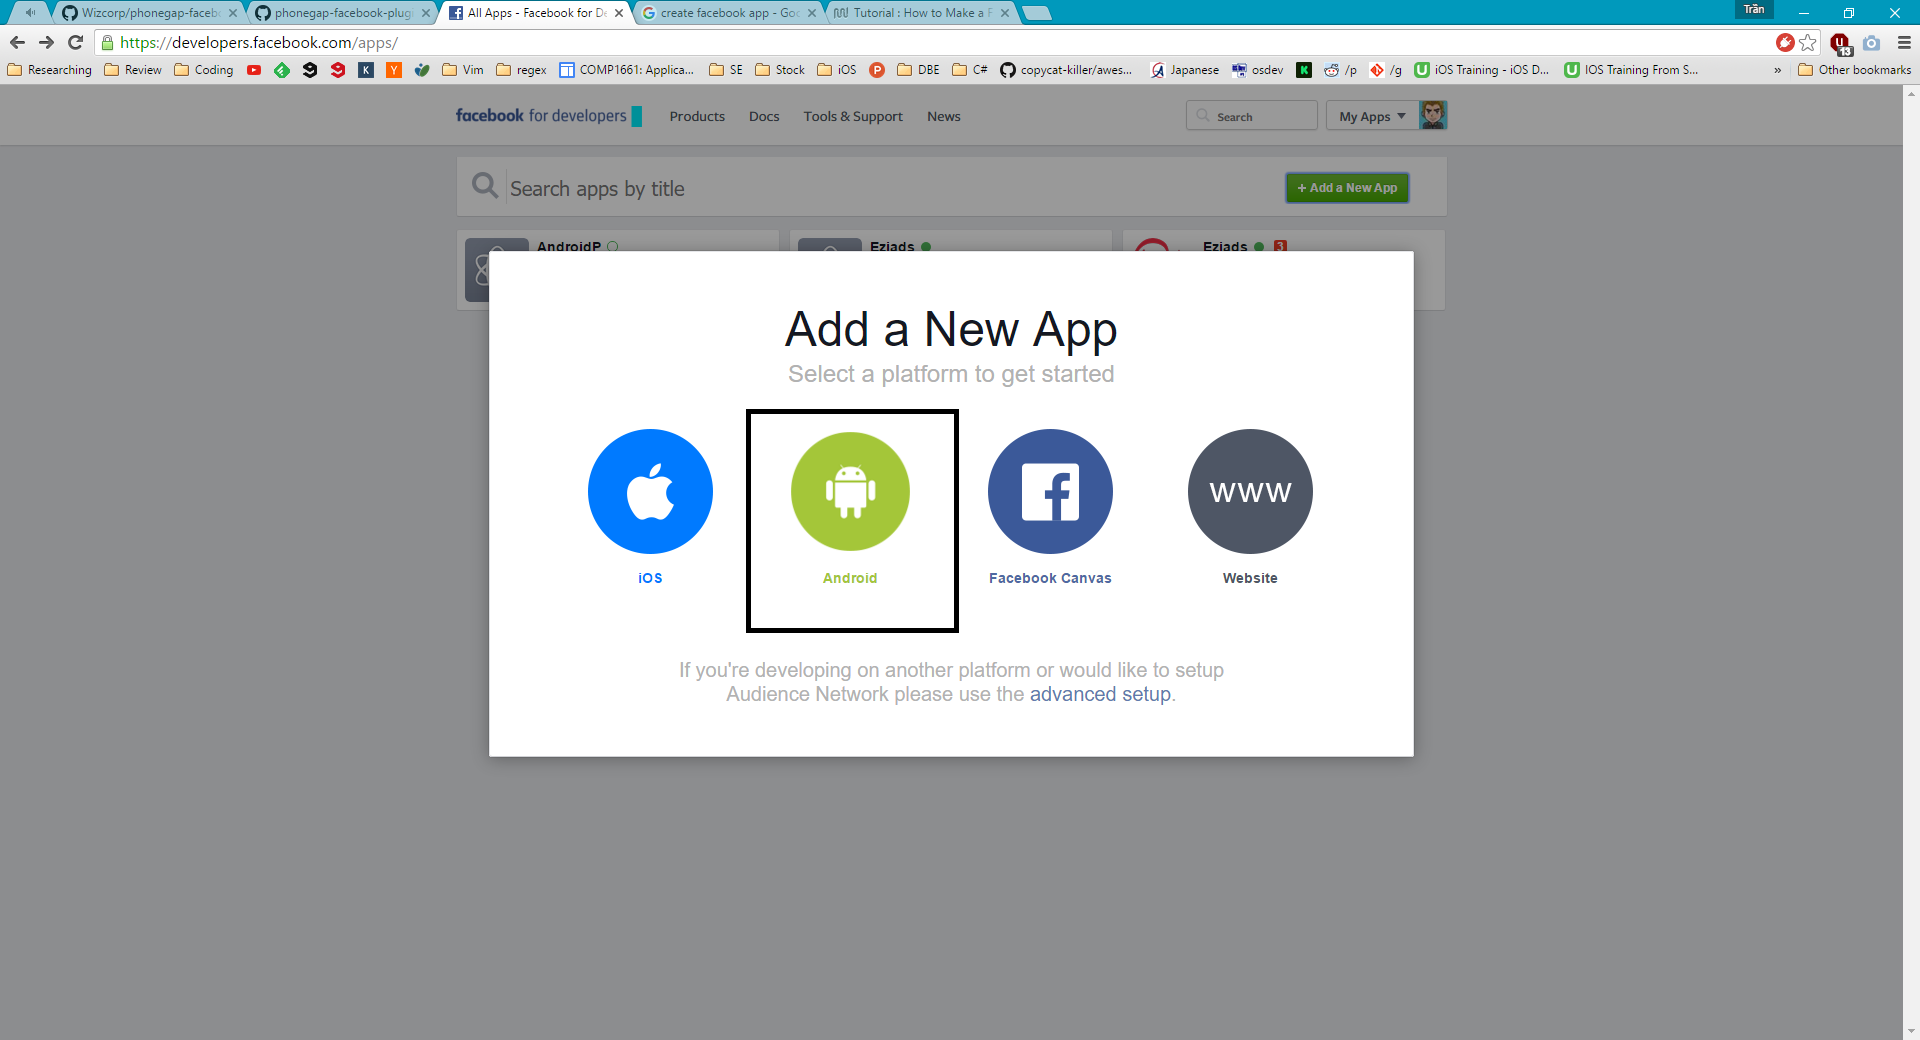 Wizcorp/phonegap-facebo
phonegap-facebook-plug
All Apps - Facebook for De
create facebook app - Goo
Tutorial : How to Make a F
Trần
https://developers.facebook.com/apps/
13
Researching
Review
Coding
Vim
regex
COMP1661: Applica...
SE
Stock
iOS
DBE
C#
copycat-killer/awes...
Japanese
osdev
/p
/g
iOS Training - iOS D...
IOS Training From S...
»
Other bookmarks
facebook for developers
Products
Docs
Tools & Support
News
Search
My Apps
Search apps by title
+ Add a New App
AndroidP
Eziads
Eziads
3
Add a New App
Select a platform to get started
www
iOS
Android
Facebook Canvas
Website
If you're developing on another platform or would like to setup
Audience Network please use the advanced setup.